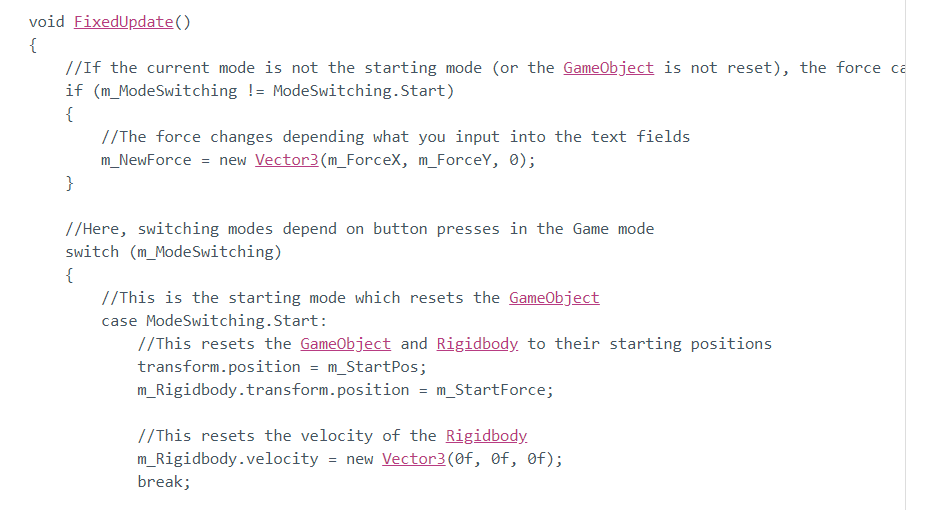 void FixedUpdate()
{
    //If the current mode is not the starting mode (or the GameObject is not reset), the force
    if (m_ModeSwitching != ModeSwitching.Start)
    {
        //The force changes depending what you input into the text fields
        m_NewForce = new Vector3(m_ForceX, m_ForceY, 0);
    }

    //Here, switching modes depend on button presses in the Game mode
    switch (m_ModeSwitching)
    {
        //This is the starting mode which resets the GameObject
        case ModeSwitching.Start:
            //This resets the GameObject and Rigidbody to their starting positions
            transform.position = m_StartPos;
            m_Rigidbody.transform.position = m_StartForce;

            //This resets the velocity of the Rigidbody
            m_Rigidbody.velocity = new Vector3(0f, 0f, 0f);
            break;